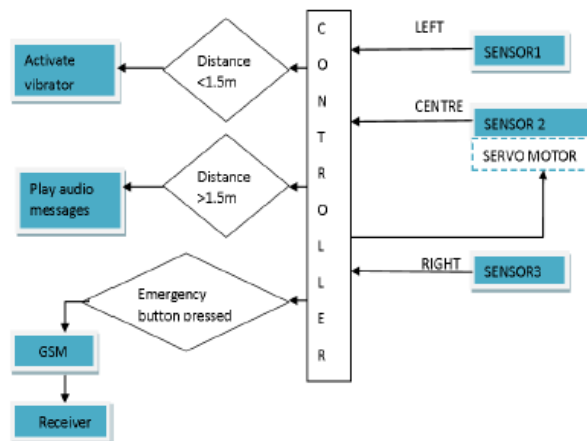 Activate
vibrator
Distance
<1.5m
Play audio
messages
Distance
>1.5m
Emergency
button pressed
GSM
Receiver
C
O
N
T
R
O
L
L
E
R
LEFT
SENSOR1
CENTRE
SENSOR 2
SERVO MOTOR
RIGHT
SENSOR3